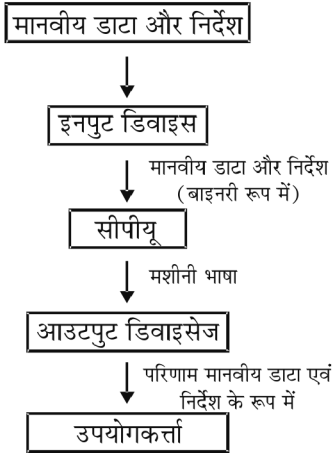 मानवीय डाटा और निर्देश
इनपुट डिवाइस
मानवीय डाटा और निर्देश
(बाइनरी रूप में)
सीपीयू
मशीनी भाषा
आउटपुट डिवाइसेज
परिणाम मानवीय डाटा एवं
निर्देश के रूप में
उपयोगकर्त्ता